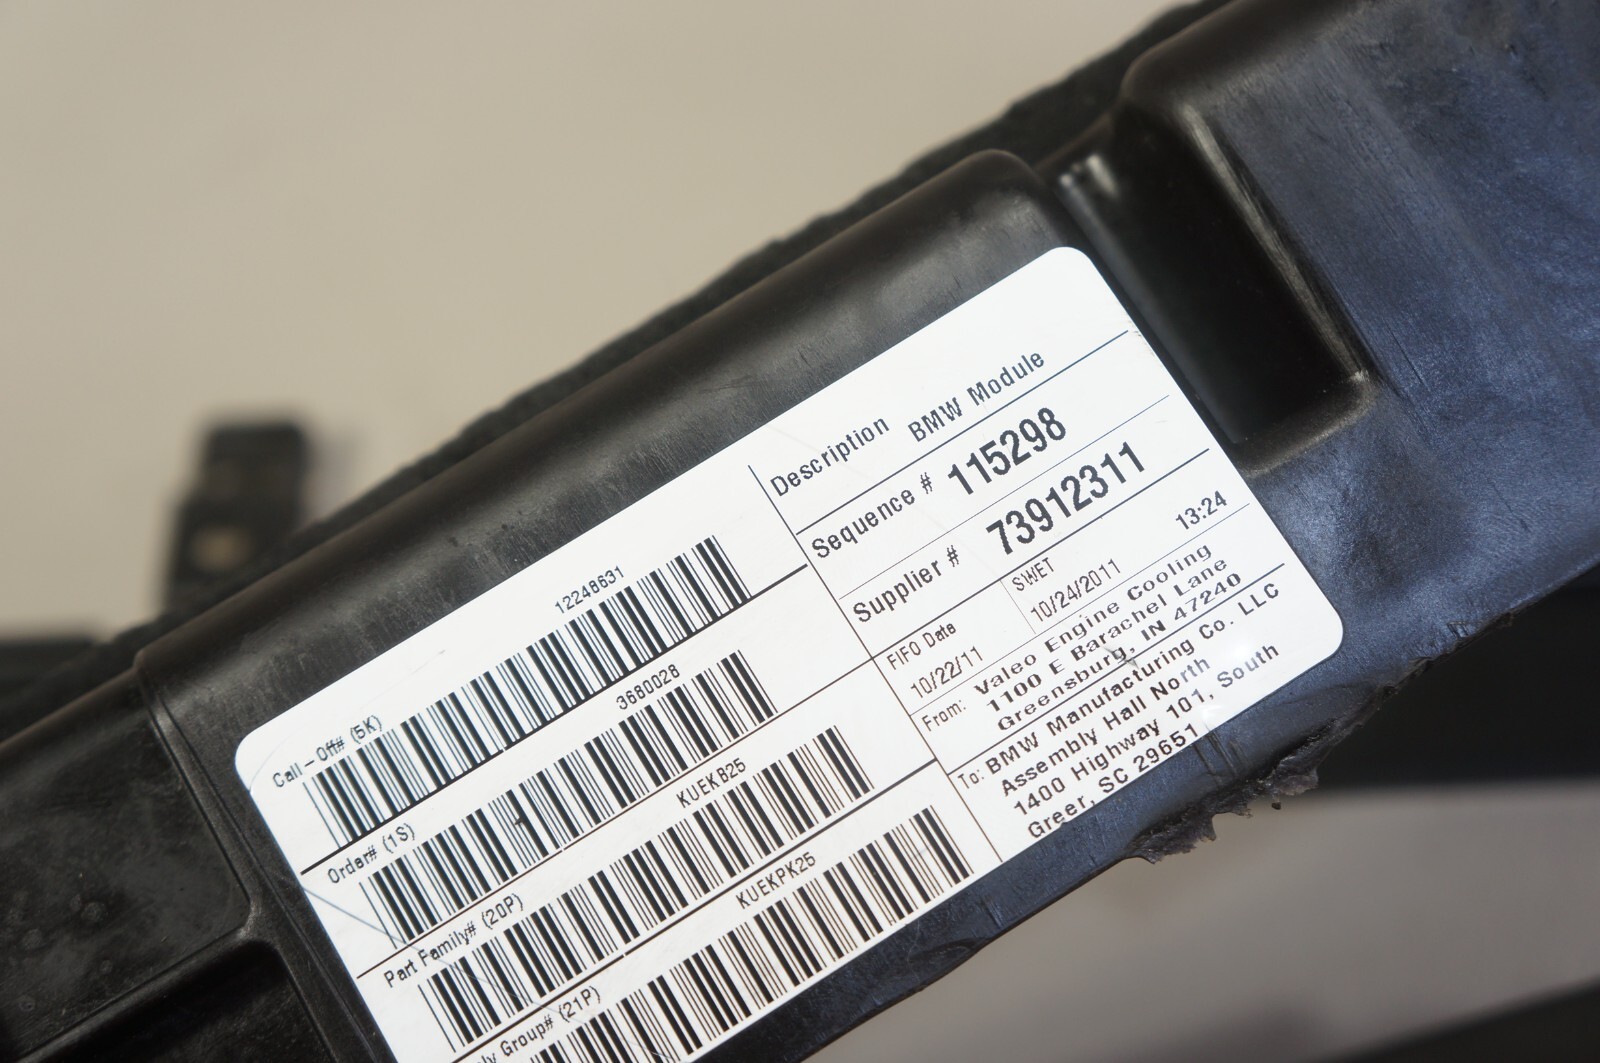 Call-Off# (5K)
12248631
Order# (1S)
3680028
Part Family# (20P)
KUEKB25
Group# (21P)
KUEKPK25
Description BMW Module
Sequence # 115298
Supplier # 73912311
FIFO Date
10/22/11
SWET
10/24/2011 13:24
From: Valeo Engine Cooling
1100 E Barachel Lane
Greensburg, IN 47240
To: BMW Manufacturing Co. LLC
Assembly Hall North
1400 Highway 101, South
Greer, SC 29651